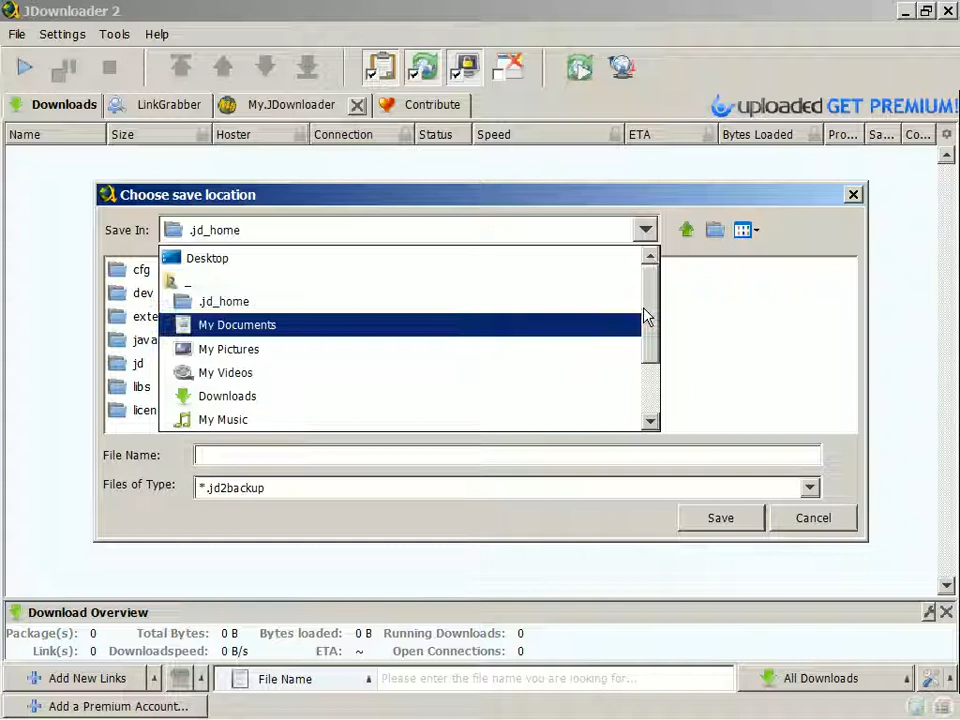 JDownloader 2
File Settings Tools Help
Downloads LinkGrabber My.JDownloader Contribute uploaded GET PREMIUM!
Name Size Hoster Connection Status Speed ETA Bytes Loaded Pro... Sa... Co...
Choose save location
Save In: .jd_home
Desktop
cfg
_
dev
.jd_home
exte
My Documents
java
My Pictures
jd
My Videos
libs
Downloads
licen
My Music
File Name:
Files of Type: *.jd2backup
Save Cancel
Download Overview
Package(s): 0 Total Bytes: 0 B Bytes loaded: 0 B Running Downloads: 0
Link(s): 0 Downloadspeed: 0 B/s ETA: ~ Open Connections: 0
Add New Links File Name Please enter the file name you are looking for... All Downloads
Add a Premium Account...